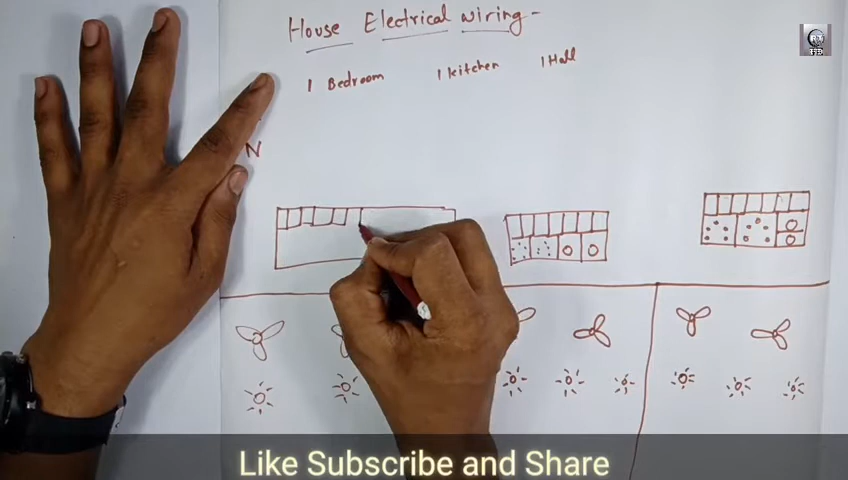 House Electrical wiring -
1 Bedroom 1 kitchen 1 Hall
N
Like Subscribe and Share